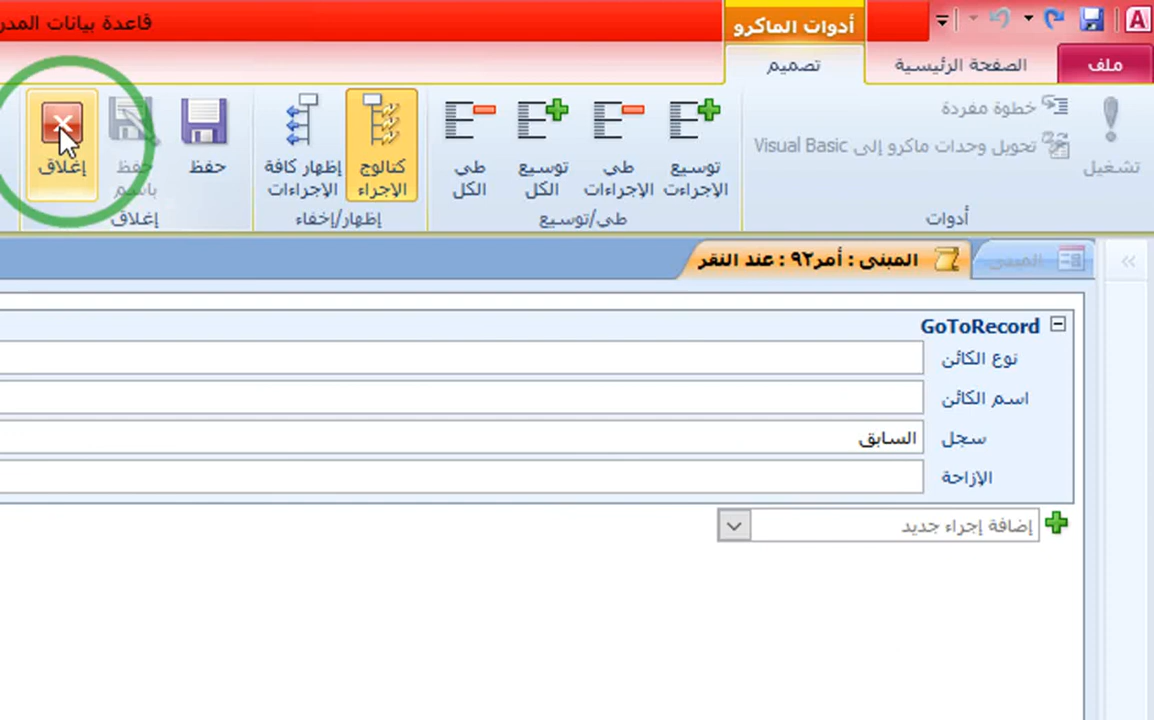 أدوات الماكرو
قاعدة بيانات المدر
ملف
الصفحة الرئيسية
تصميم
تشغيل
خطوة مفردة
تحويل وحدات ماكرو إلى Visual Basic
أدوات
توسيع الإجراءات
طي الإجراءات
توسيع الكل
طي الكل
طي/توسيع
كتالوج الإجراء
إظهار كافة الإجراءات
إظهار/إخفاء
حفظ
حفظ باسم
إغلاق
إغلاق
المبنى
المبنى : أمر٩٢ : عند النقر
GoToRecord
نوع الكائن
اسم الكائن
سجل
السابق
الإزاحة
إضافة إجراء جديد